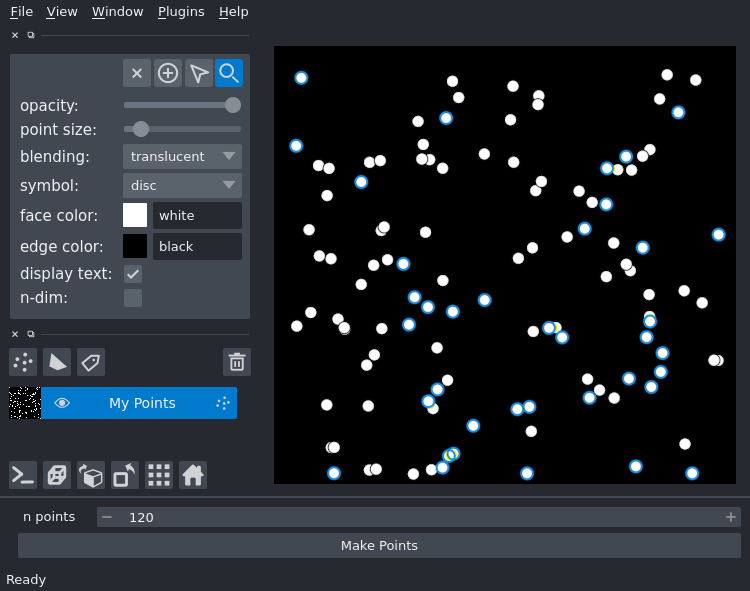 File View Window Plugins Help
opacity:
point size:
blending: translucent
symbol: disc
face color: white
edge color: black
display text:
n-dim:
My Points
n points 120
Make Points
Ready